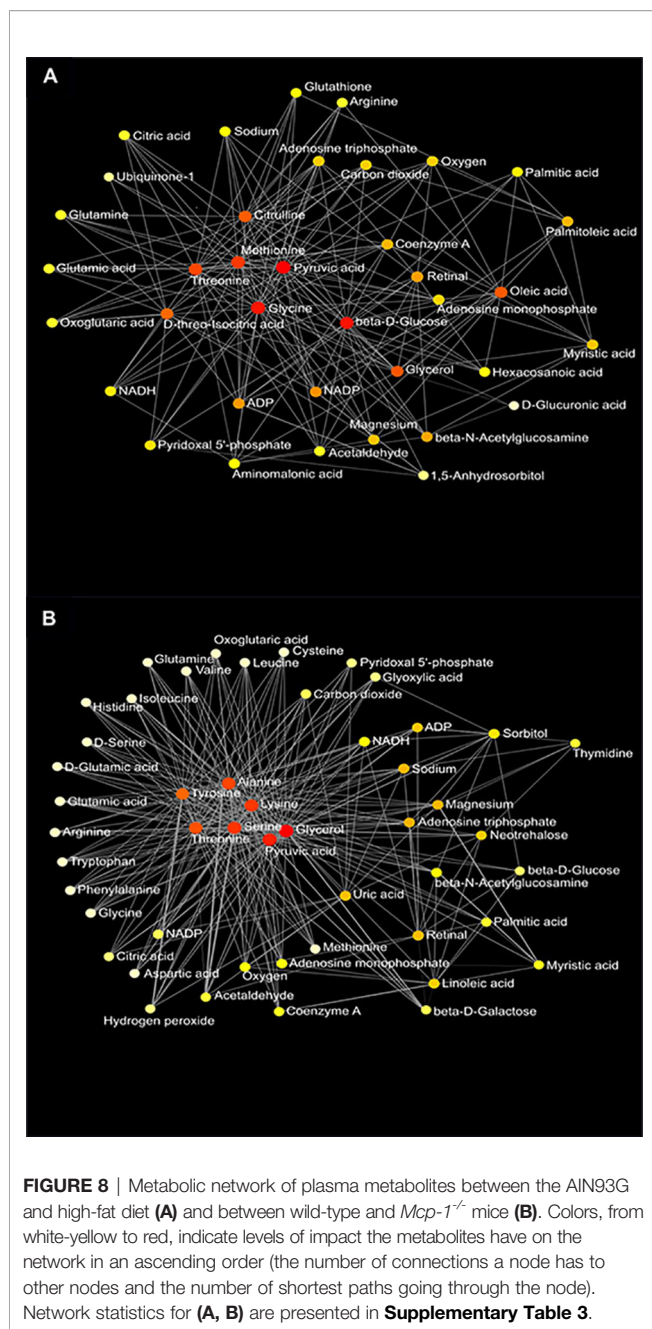 A
Glutathione
Arginine
Citric acid
Sodium
Adenosine triphosphate
Oxygen
Carbon dioxide
Palmitic acid
Ubiquinone-1
Glutamine
Citrulline
Palmitoleic acid
Methionine
Coenzyme A
Glutamic acid
Threonine
Pyruvic acid
Retinal
Oleic acid
Adenosine monophosphate
Glycine
D-threo-Isocitric acid
Oxoglutaric acid
beta-D-Glucose
Myristic acid
Glycerol
Hexacosanoic acid
NADH
ADP
NADP
D-Glucuronic acid
Magnesium
beta-N-Acetylglucosamine
Pyridoxal 5'-phosphate
Acetaldehyde
Aminomalonic acid
1,5-Anhydrosorbitol
B
Oxoglutaric acid
Cysteine
Glutamine
Valine
Leucine
Pyridoxal 5'-phosphate
Glyoxylic acid
Isoleucine
Carbon dioxide
Histidine
ADP
Sorbitol
D-Serine
NADH
Thymidine
D-Glutamic acid
Sodium
Alanine
Tyrosine
Lysine
Glutamic acid
Magnesium
Adenosine triphosphate
Arginine
Threonine
Serine
Glycerol
Neotrehalose
Pyruvic acid
Tryptophan
beta-D-Glucose
beta-N-Acetylglucosamine
Phenylalanine
Uric acid
Glycine
Palmitic acid
NADP
Retinal
Methionine
Citric acid
Aspartic acid
Oxygen
Adenosine monophosphate
Myristic acid
Linoleic acid
Acetaldehyde
Hydrogen peroxide
Coenzyme A
beta-D-Galactose
FIGURE 8 | Metabolic network of plasma metabolites between the AIN93G
and high-fat diet (A) and between wild-type and Mcp-1-/- mice (B). Colors, from
white-yellow to red, indicate levels of impact the metabolites have on the
network in an ascending order (the number of connections a node has to
other nodes and the number of shortest paths going through the node).
Network statistics for (A, B) are presented in Supplementary Table 3.